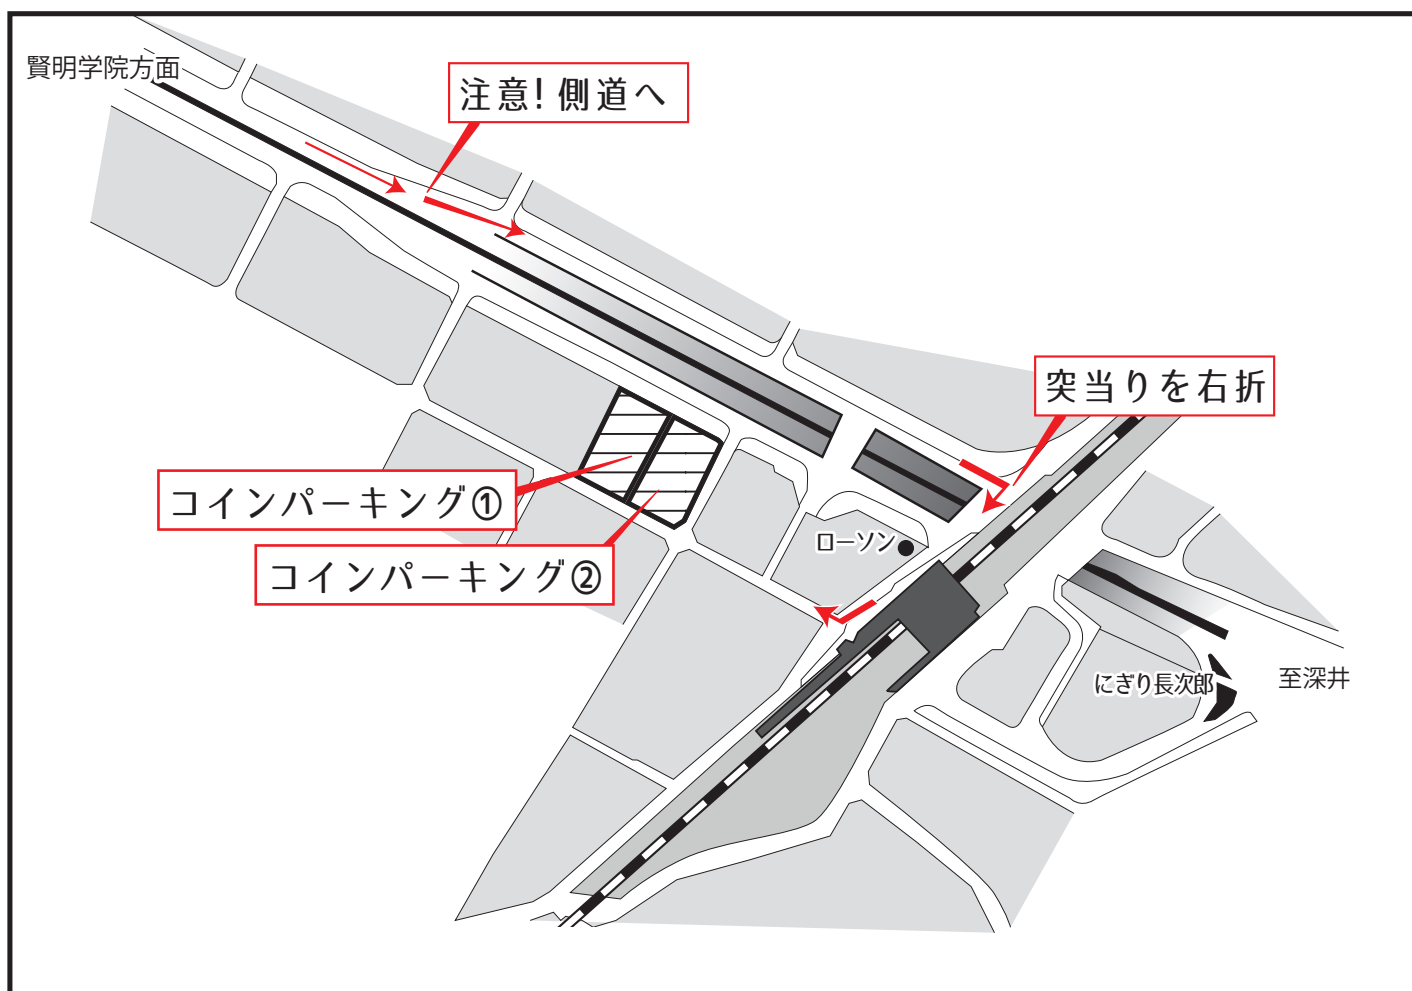 賢明学院方面
注意!側道へ
突当りを右折
コインパーキング①
コインパーキング②
ローソン
にぎり長次郎
至深井